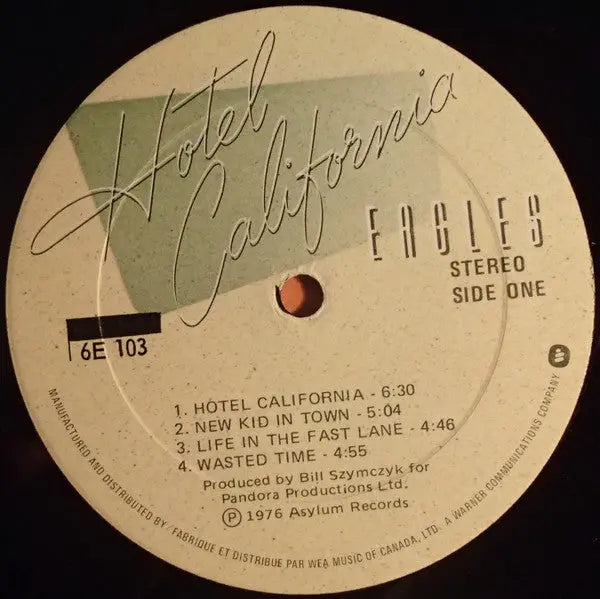 Hotel
California
EAGLES
STEREO
SIDE ONE
6E 103
1. HOTEL CALIFORNIA - 6:30
2. NEW KID IN TOWN - 5:04
3. LIFE IN THE FAST LANE - 4:46
4. WASTED TIME - 4:55
Produced by Bill Szymczyk for
Pandora Productions Ltd.
Ⓟ 1976 Asylum Records
MANUFACTURED AND DISTRIBUTED BY / FABRIQUE ET DISTRIBUE PAR WEA MUSIC OF CANADA, LTD. A WARNER COMMUNICATIONS COMPANY